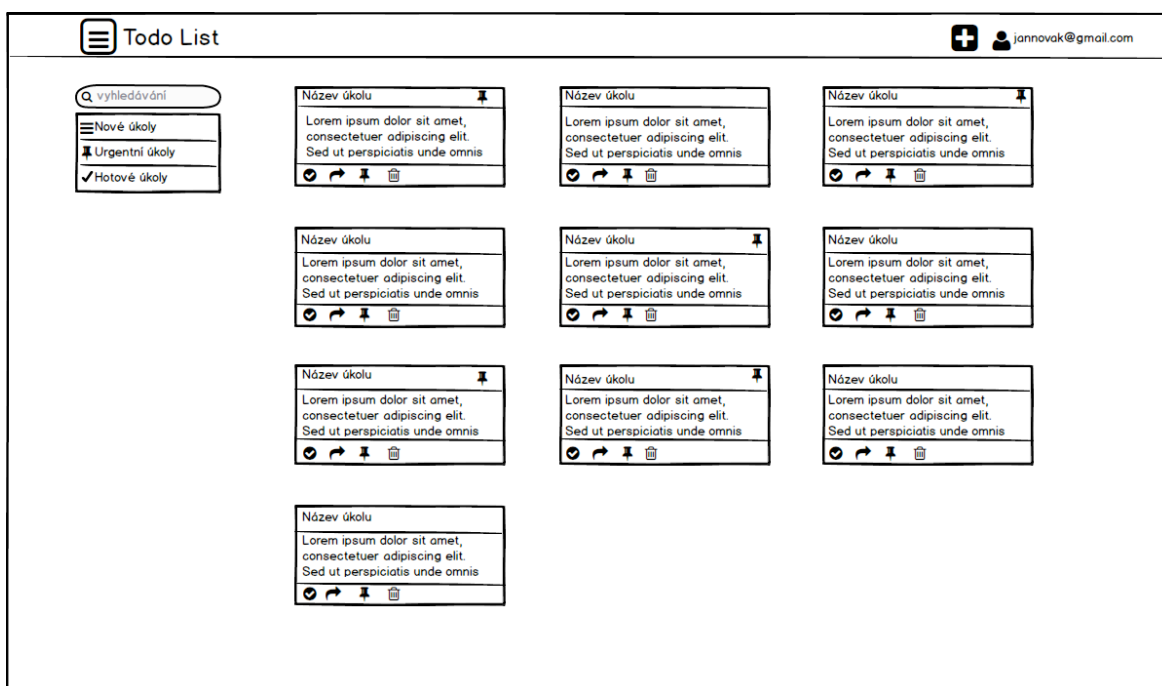 Todo List
jannovak@gmail.com
vyhledávání
Nové úkoly
Urgentní úkoly
Hotové úkoly
Název úkolu
Lorem ipsum dolor sit amet,
consectetuer adipiscing elit.
Sed ut perspiciatis unde omnis
Název úkolu
Lorem ipsum dolor sit amet,
consectetuer adipiscing elit.
Sed ut perspiciatis unde omnis
Název úkolu
Lorem ipsum dolor sit amet,
consectetuer adipiscing elit.
Sed ut perspiciatis unde omnis
Název úkolu
Lorem ipsum dolor sit amet,
consectetuer adipiscing elit.
Sed ut perspiciatis unde omnis
Název úkolu
Lorem ipsum dolor sit amet,
consectetuer adipiscing elit.
Sed ut perspiciatis unde omnis
Název úkolu
Lorem ipsum dolor sit amet,
consectetuer adipiscing elit.
Sed ut perspiciatis unde omnis
Název úkolu
Lorem ipsum dolor sit amet,
consectetuer adipiscing elit.
Sed ut perspiciatis unde omnis
Název úkolu
Lorem ipsum dolor sit amet,
consectetuer adipiscing elit.
Sed ut perspiciatis unde omnis
Název úkolu
Lorem ipsum dolor sit amet,
consectetuer adipiscing elit.
Sed ut perspiciatis unde omnis
Název úkolu
Lorem ipsum dolor sit amet,
consectetuer adipiscing elit.
Sed ut perspiciatis unde omnis